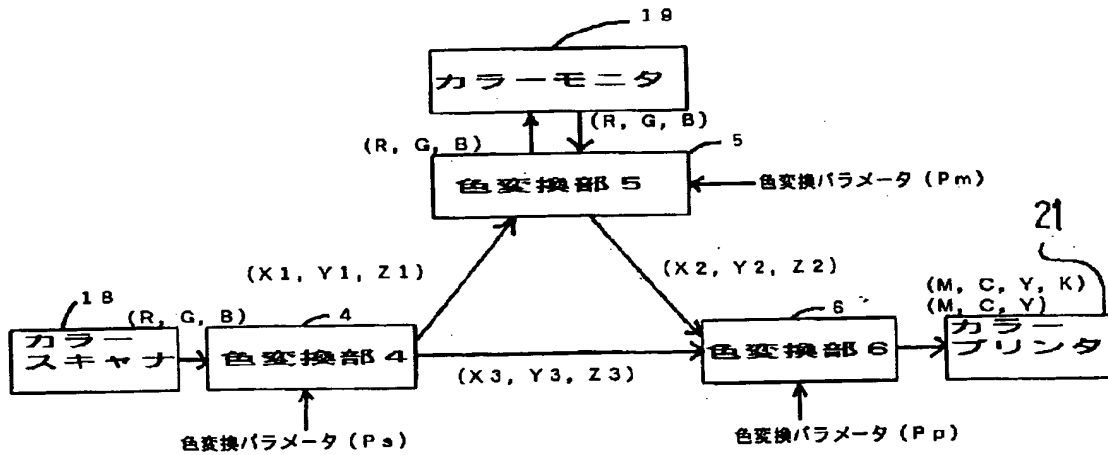 19
カラーモニタ
(R, G, B)
(R, G, B)
5
色変換部5
色変換パラメータ(Pm)
21
(X1, Y1, Z1)
(X2, Y2, Z2)
(M, C, Y, K)
(M, C, Y)
18
(R, G, B)
4
6
カラー
スキャナ
色変換部4
色変換部6
カラー
プリンタ
(X3, Y3, Z3)
色変換パラメータ(Ps)
色変換パラメータ(Pp)